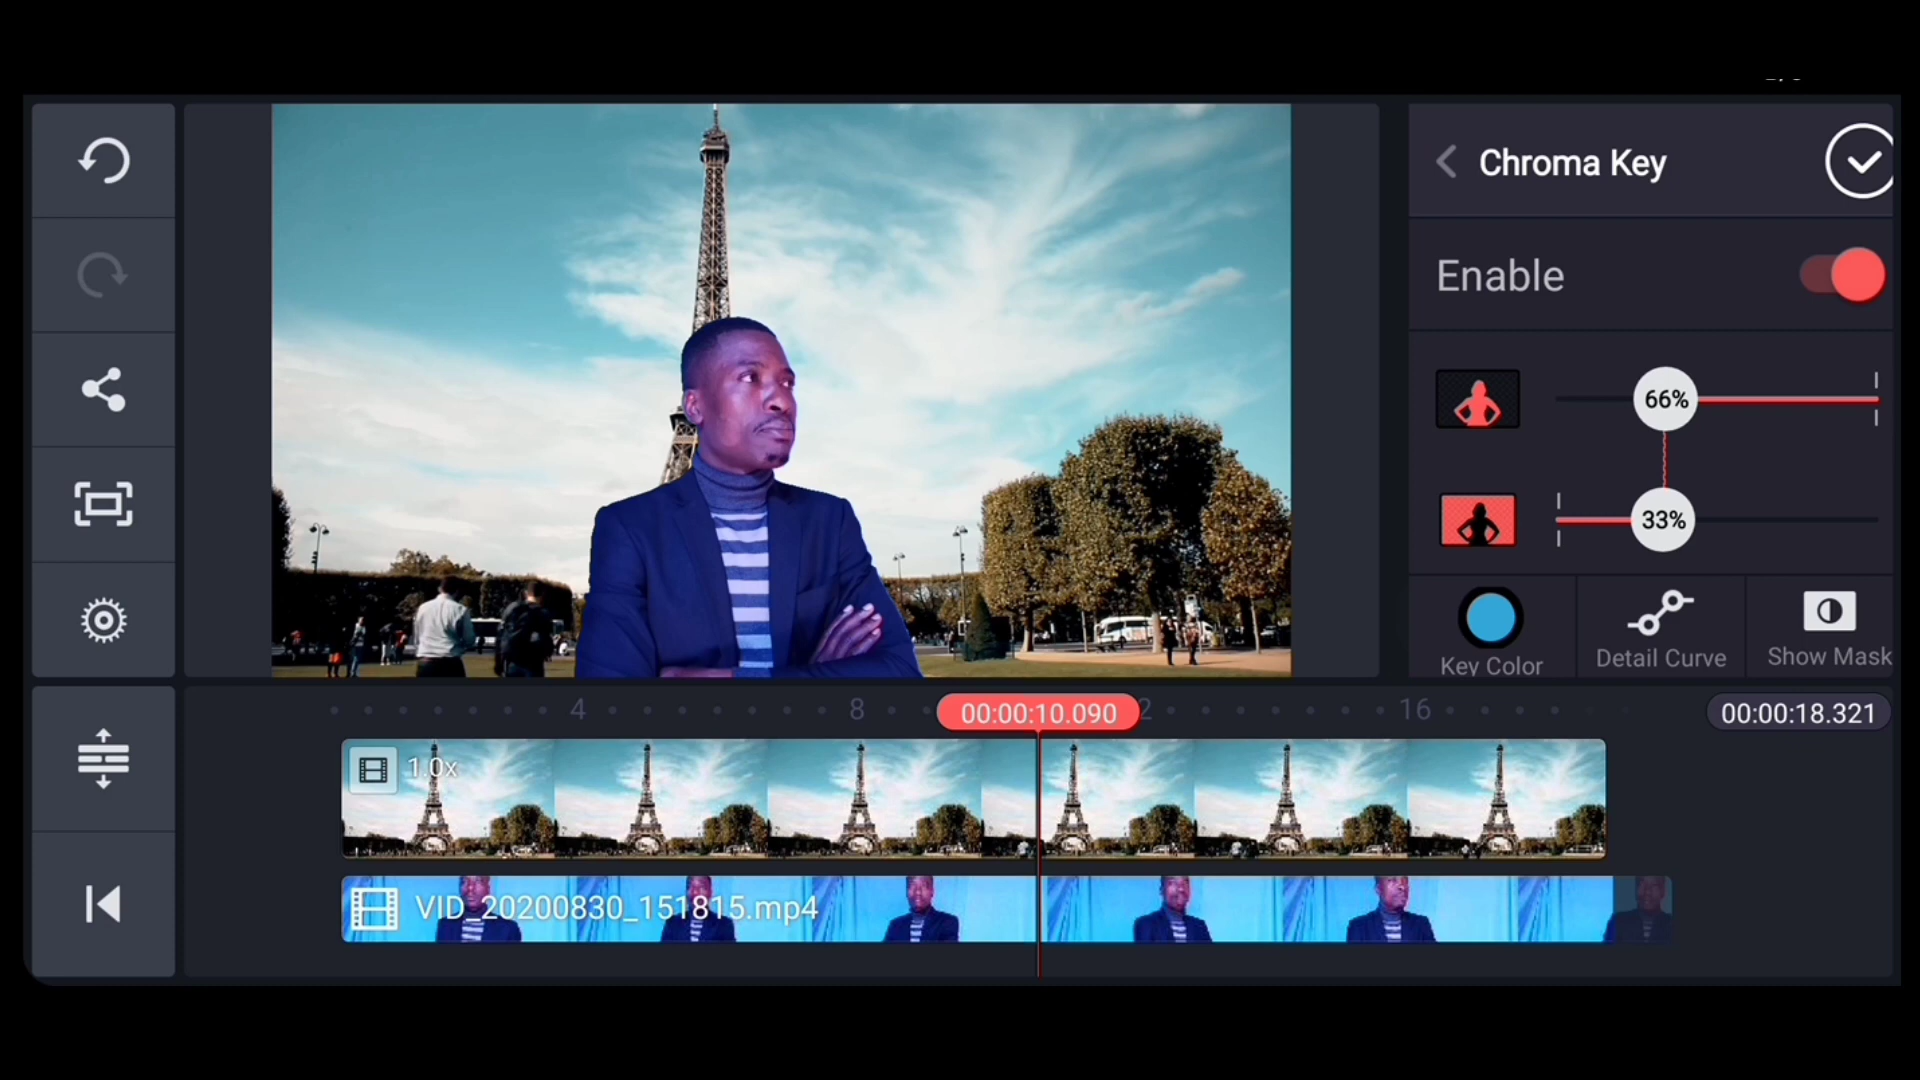 Chroma Key
Enable
66%
33%
Key Color
Detail Curve
Show Mask
4
8
00:00:10.090
2
16
00:00:18.321
1.0x
VID_20200830_151815.mp4